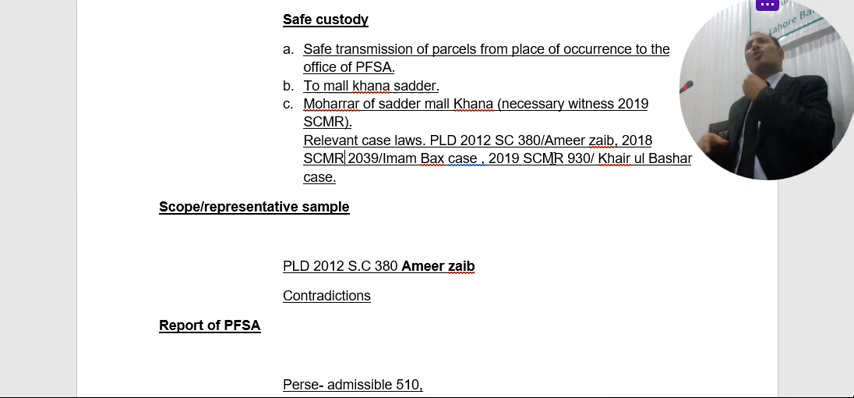 Safe custody
a. Safe transmission of parcels from place of occurrence to the
office of PFSA.
b. To mall khana sadder.
c. Moharrar of sadder mall Khana (necessary witness 2019
SCMR).
Relevant case laws. PLD 2012 SC 380/Ameer zaib, 2018
SCMR 2039/Imam Bax case , 2019 SCMR 930/ Khair ul Bashar
case.
Scope/representative sample
PLD 2012 S.C 380 Ameer zaib
Contradictions
Report of PFSA
Perse- admissible 510,
Lahore Ba